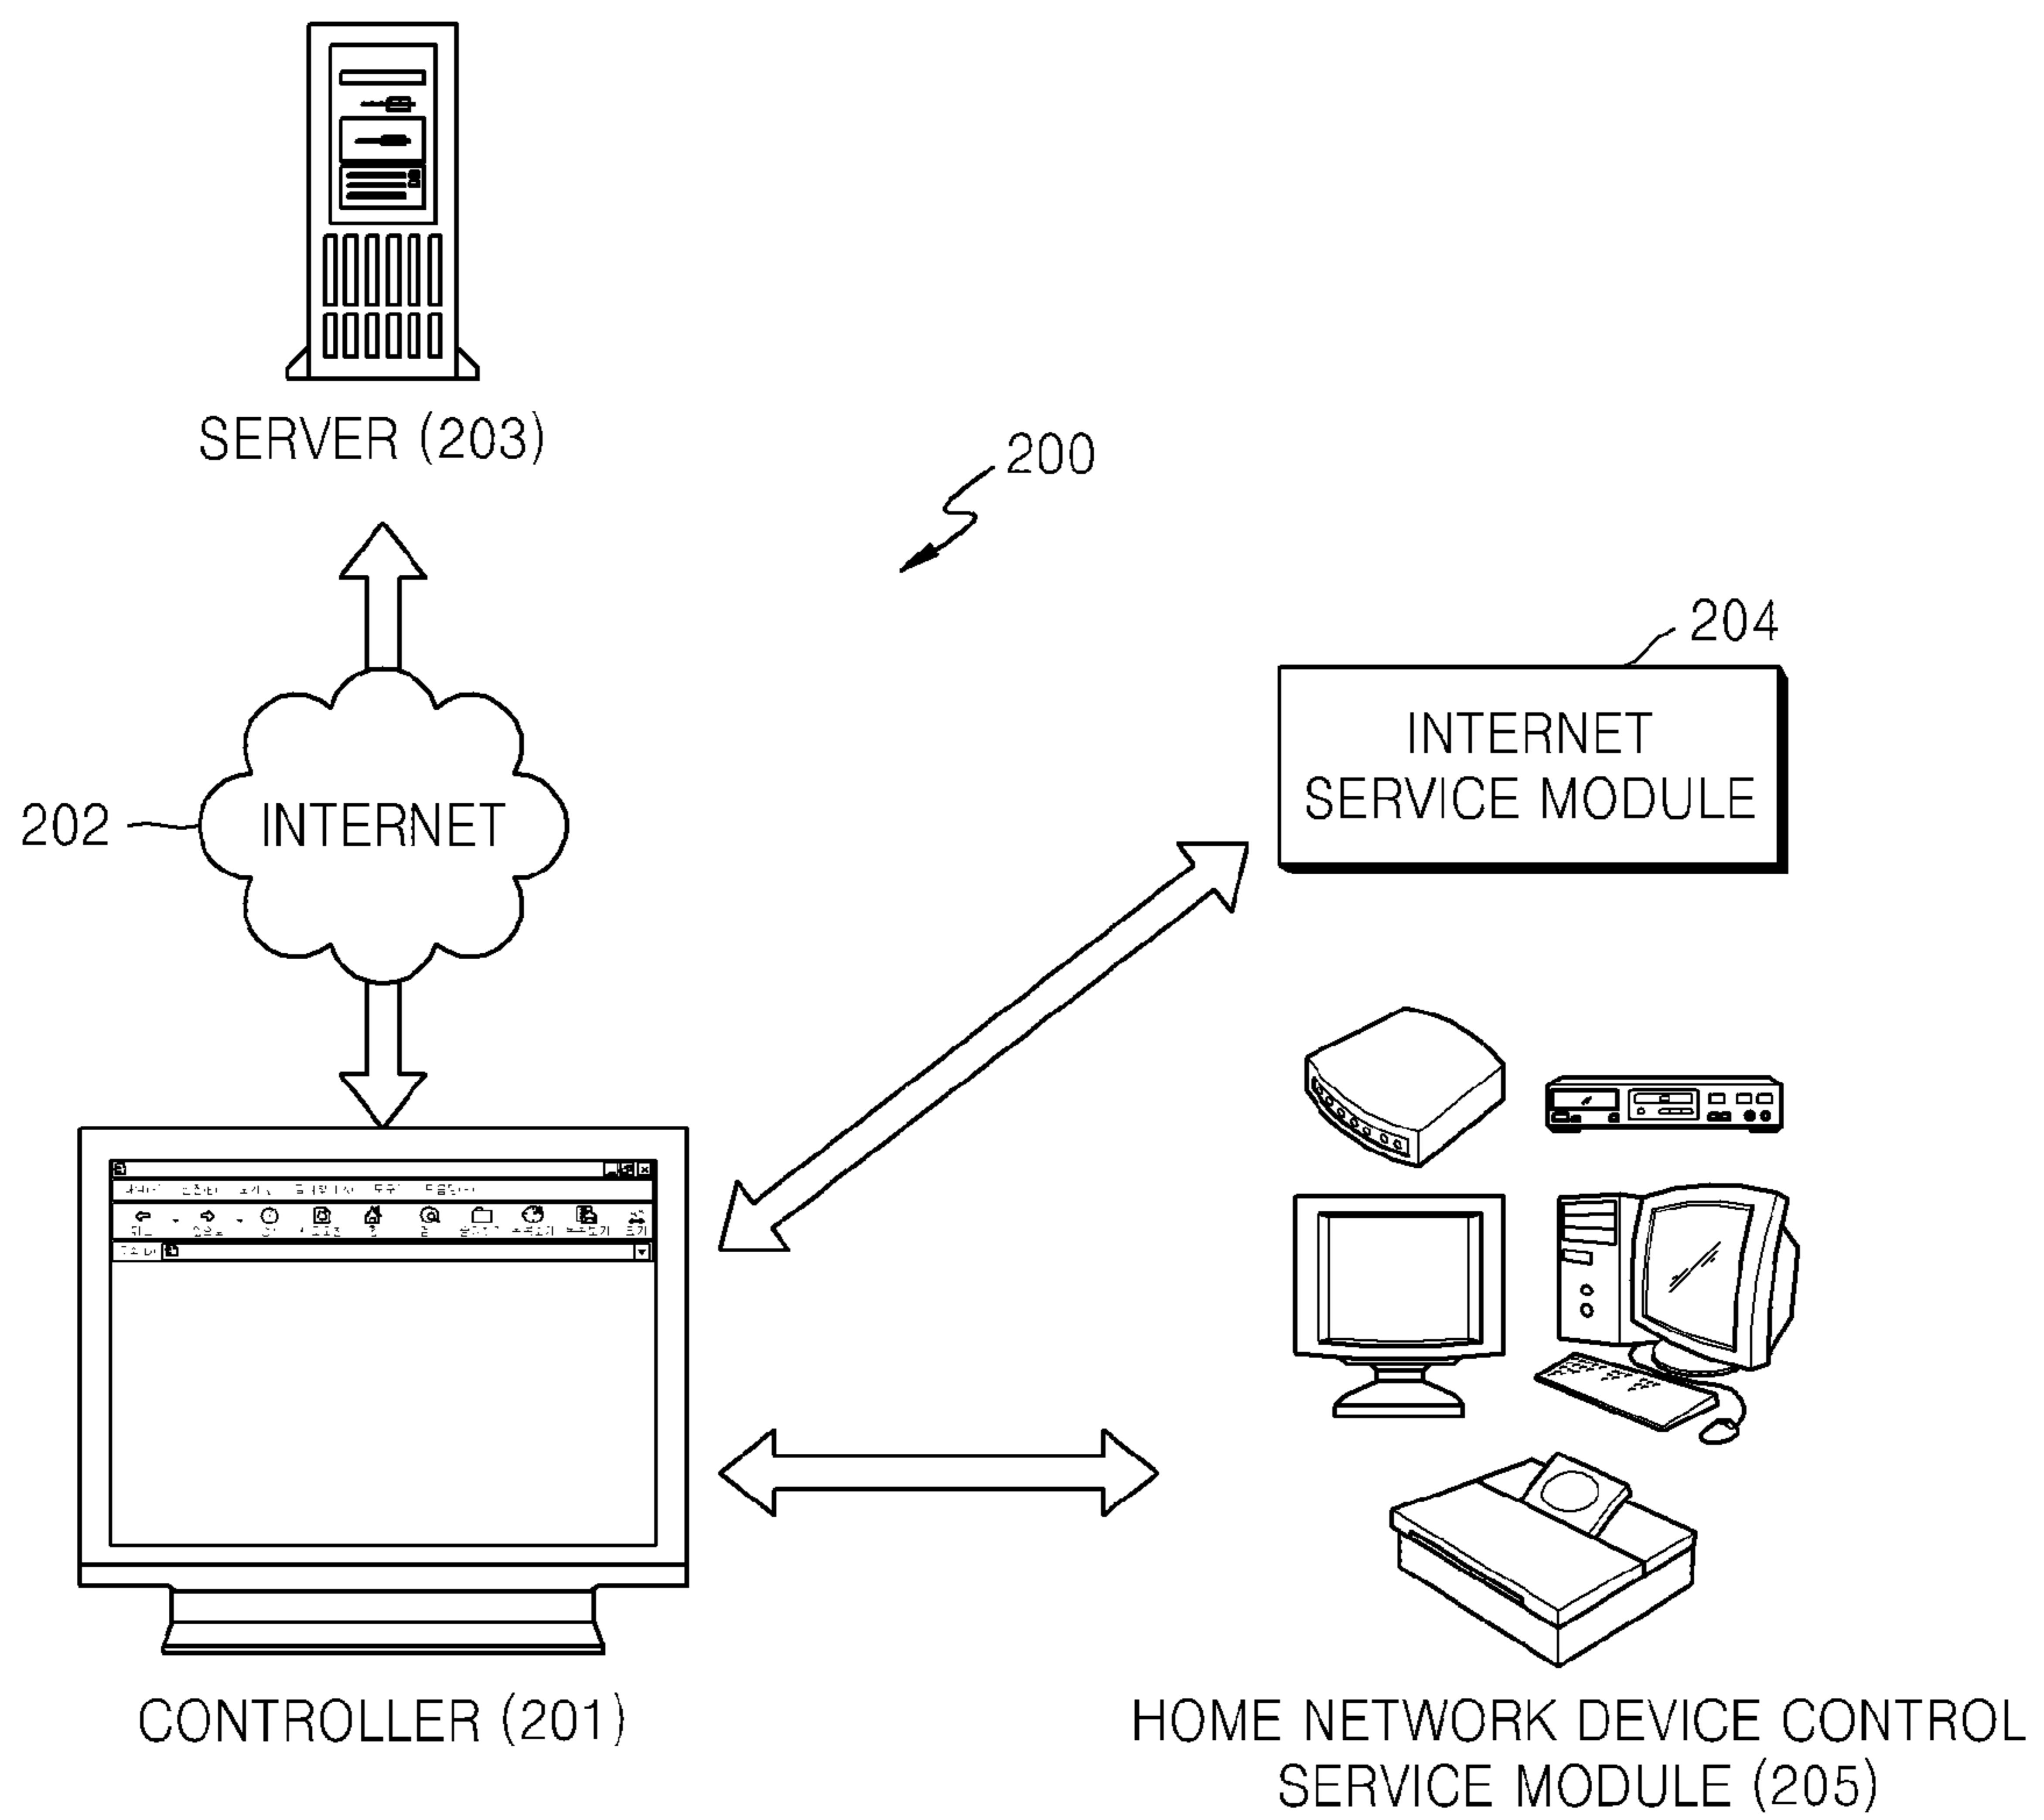 SERVER (203)
200
204
INTERNET
SERVICE MODULE
202
INTERNET
CONTROLLER (201)
HOME NETWORK DEVICE CONTROL
SERVICE MODULE (205)